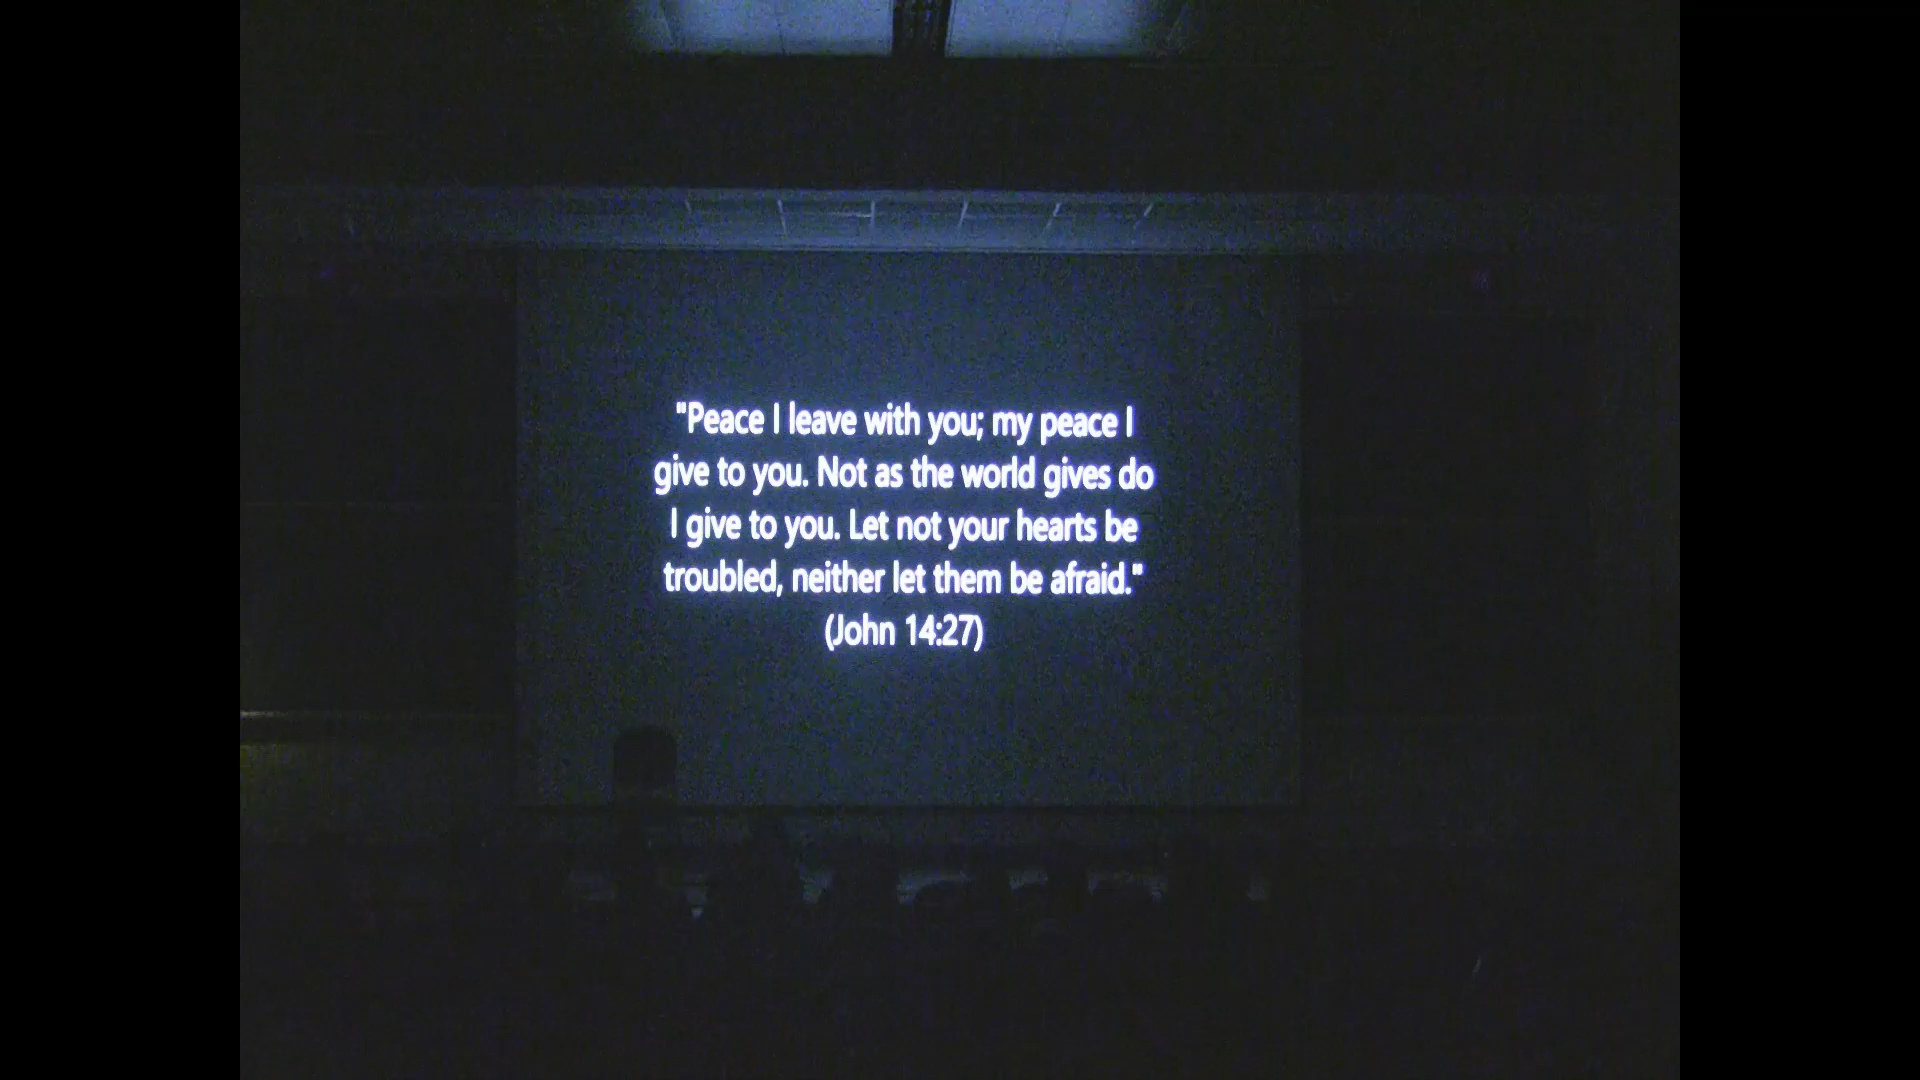 "Peace I leave with you; my peace I
give to you. Not as the world gives do
I give to you. Let not your hearts be
troubled, neither let them be afraid."
(John 14:27)